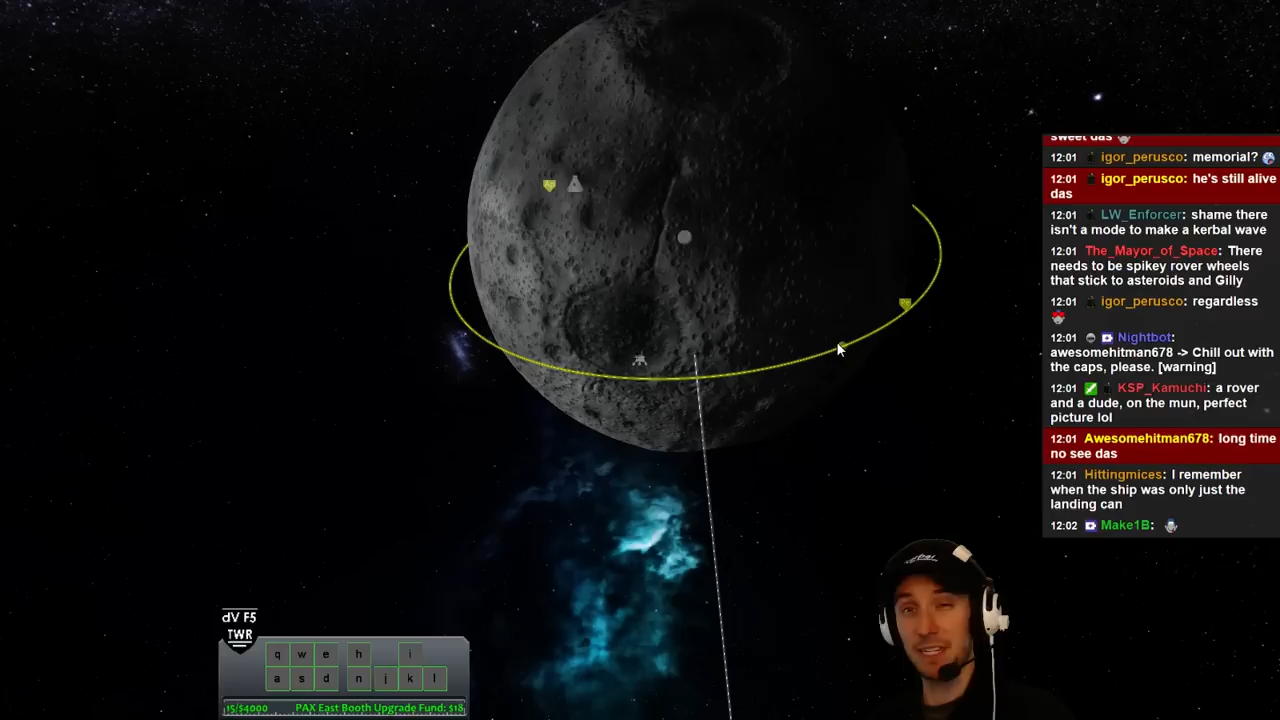 sweet das
12:01 igor_perusco: memorial?
12:01 igor_perusco: he's still alive
das
12:01 LW_Enforcer: shame there
isn't a mode to make a kerbal wave
12:01 The_Mayor_of_Space: There
needs to be spikey rover wheels
that stick to asteroids and Gilly
12:01 igor_perusco: regardless
12:01 Nightbot:
awesomehitman678 -> Chill out with
the caps, please. [warning]
12:01 KSP_Kamuchi: a rover
and a dude, on the mun, perfect
picture lol
12:01 Awesomehitman678: long time
no see das
12:01 Hittingmices: I remember
when the ship was only just the
landing can
12:02 Make1B:
Pe
dV F5
TWR
q w e h i
a s d n j k l
15/$4000 PAX East Booth Upgrade Fund: $18